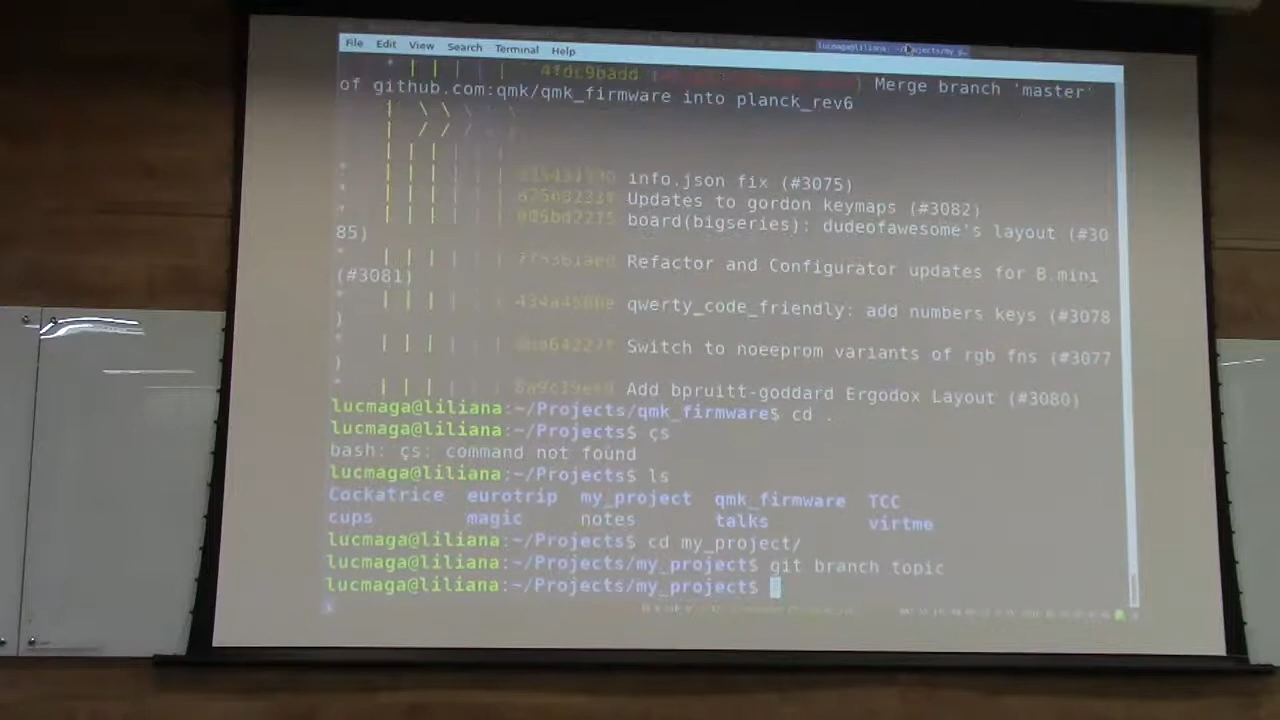 File Edit View Search Terminal Help
Merge branch 'master'
of github.com:qmk/qmk_firmware into planck_rev6
info.json fix (#3075)
Updates to gordon keymaps (#3082)
board(bigseries): dudeofawesome's layout (#30
85)
Refactor and Configurator updates for B.mini
(#3081)
qwerty_code_friendly: add numbers keys (#3078
)
Switch to noeeprom variants of rgb fns (#3077
)
Add bpruitt-goddard Ergodox Layout (#3080)
lucmaga@liliana:~/Projects/qmk_firmware$ cd .
lucmaga@liliana:~/Projects$ çs
bash: çs: command not found
lucmaga@liliana:~/Projects$ ls
Cockatrice eurotrip my_project qmk_firmware TCC
cups magic notes talks virtme
lucmaga@liliana:~/Projects$ cd my_project/
lucmaga@liliana:~/Projects/my_project$ git branch topic
lucmaga@liliana:~/Projects/my_project$